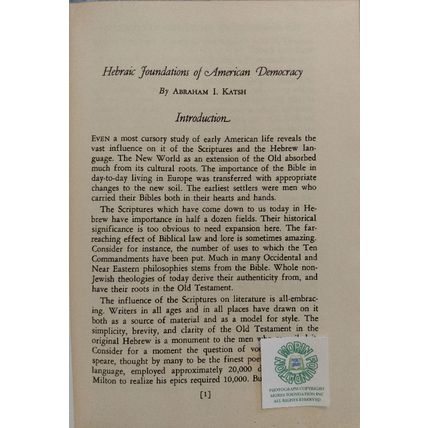 Hebraic Foundations of American Democracy
By ABRAHAM I. KATSH
Introduction
EVEN a most cursory study of early American life reveals the
vast influence on it of the Scriptures and the Hebrew lan-
guage. The New World as an extension of the Old absorbed
much from its cultural roots. The importance of the Bible in
day-to-day living in Europe was transferred with appropriate
changes to the new soil. The earliest settlers were men who
carried their Bibles both in their hearts and hands.
The Scriptures which have come down to us today in He-
brew have importance in half a dozen fields. Their historical
significance is too obvious to need expansion here. The far-
reaching effect of Biblical law and lore is sometimes amazing.
Consider for instance, the number of uses to which the Ten
Commandments have been put. Much in many Occidental and
Near Eastern philosophies stems from the Bible. Whole non-
Jewish theologies of today derive their authenticity from, and
have their roots in the Old Testament.
The influence of the Scriptures on literature is all-embrac-
ing. Writers in all ages and in all places have drawn on it
both as a source of material and as a model for style. The
simplicity, brevity, and clarity of the Old Testament in the
original Hebrew is a monument to the men who
Consider for a moment the question of
speare, thought by many to be the finest
language, employed approximately 20,000
Milton to realize his epics required 10,000.
[1]
MORIM FOUNDATION
PHOTOGRAPH COPYRIGHT
MORIM FOUNDATION INC
ALL RIGHTS RESERVED